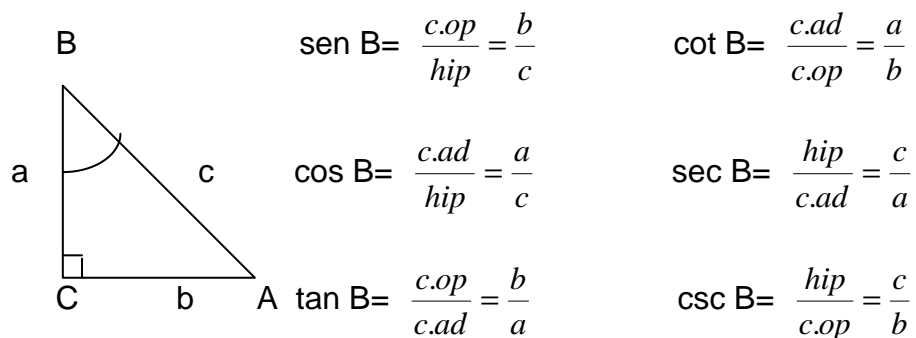 B
sen B= c.op/hip = b/c
cot B= c.ad/c.op = a/b
a
c
cos B= c.ad/hip = a/c
sec B= hip/c.ad = c/a
C b A
tan B= c.op/c.ad = b/a
csc B= hip/c.op = c/b